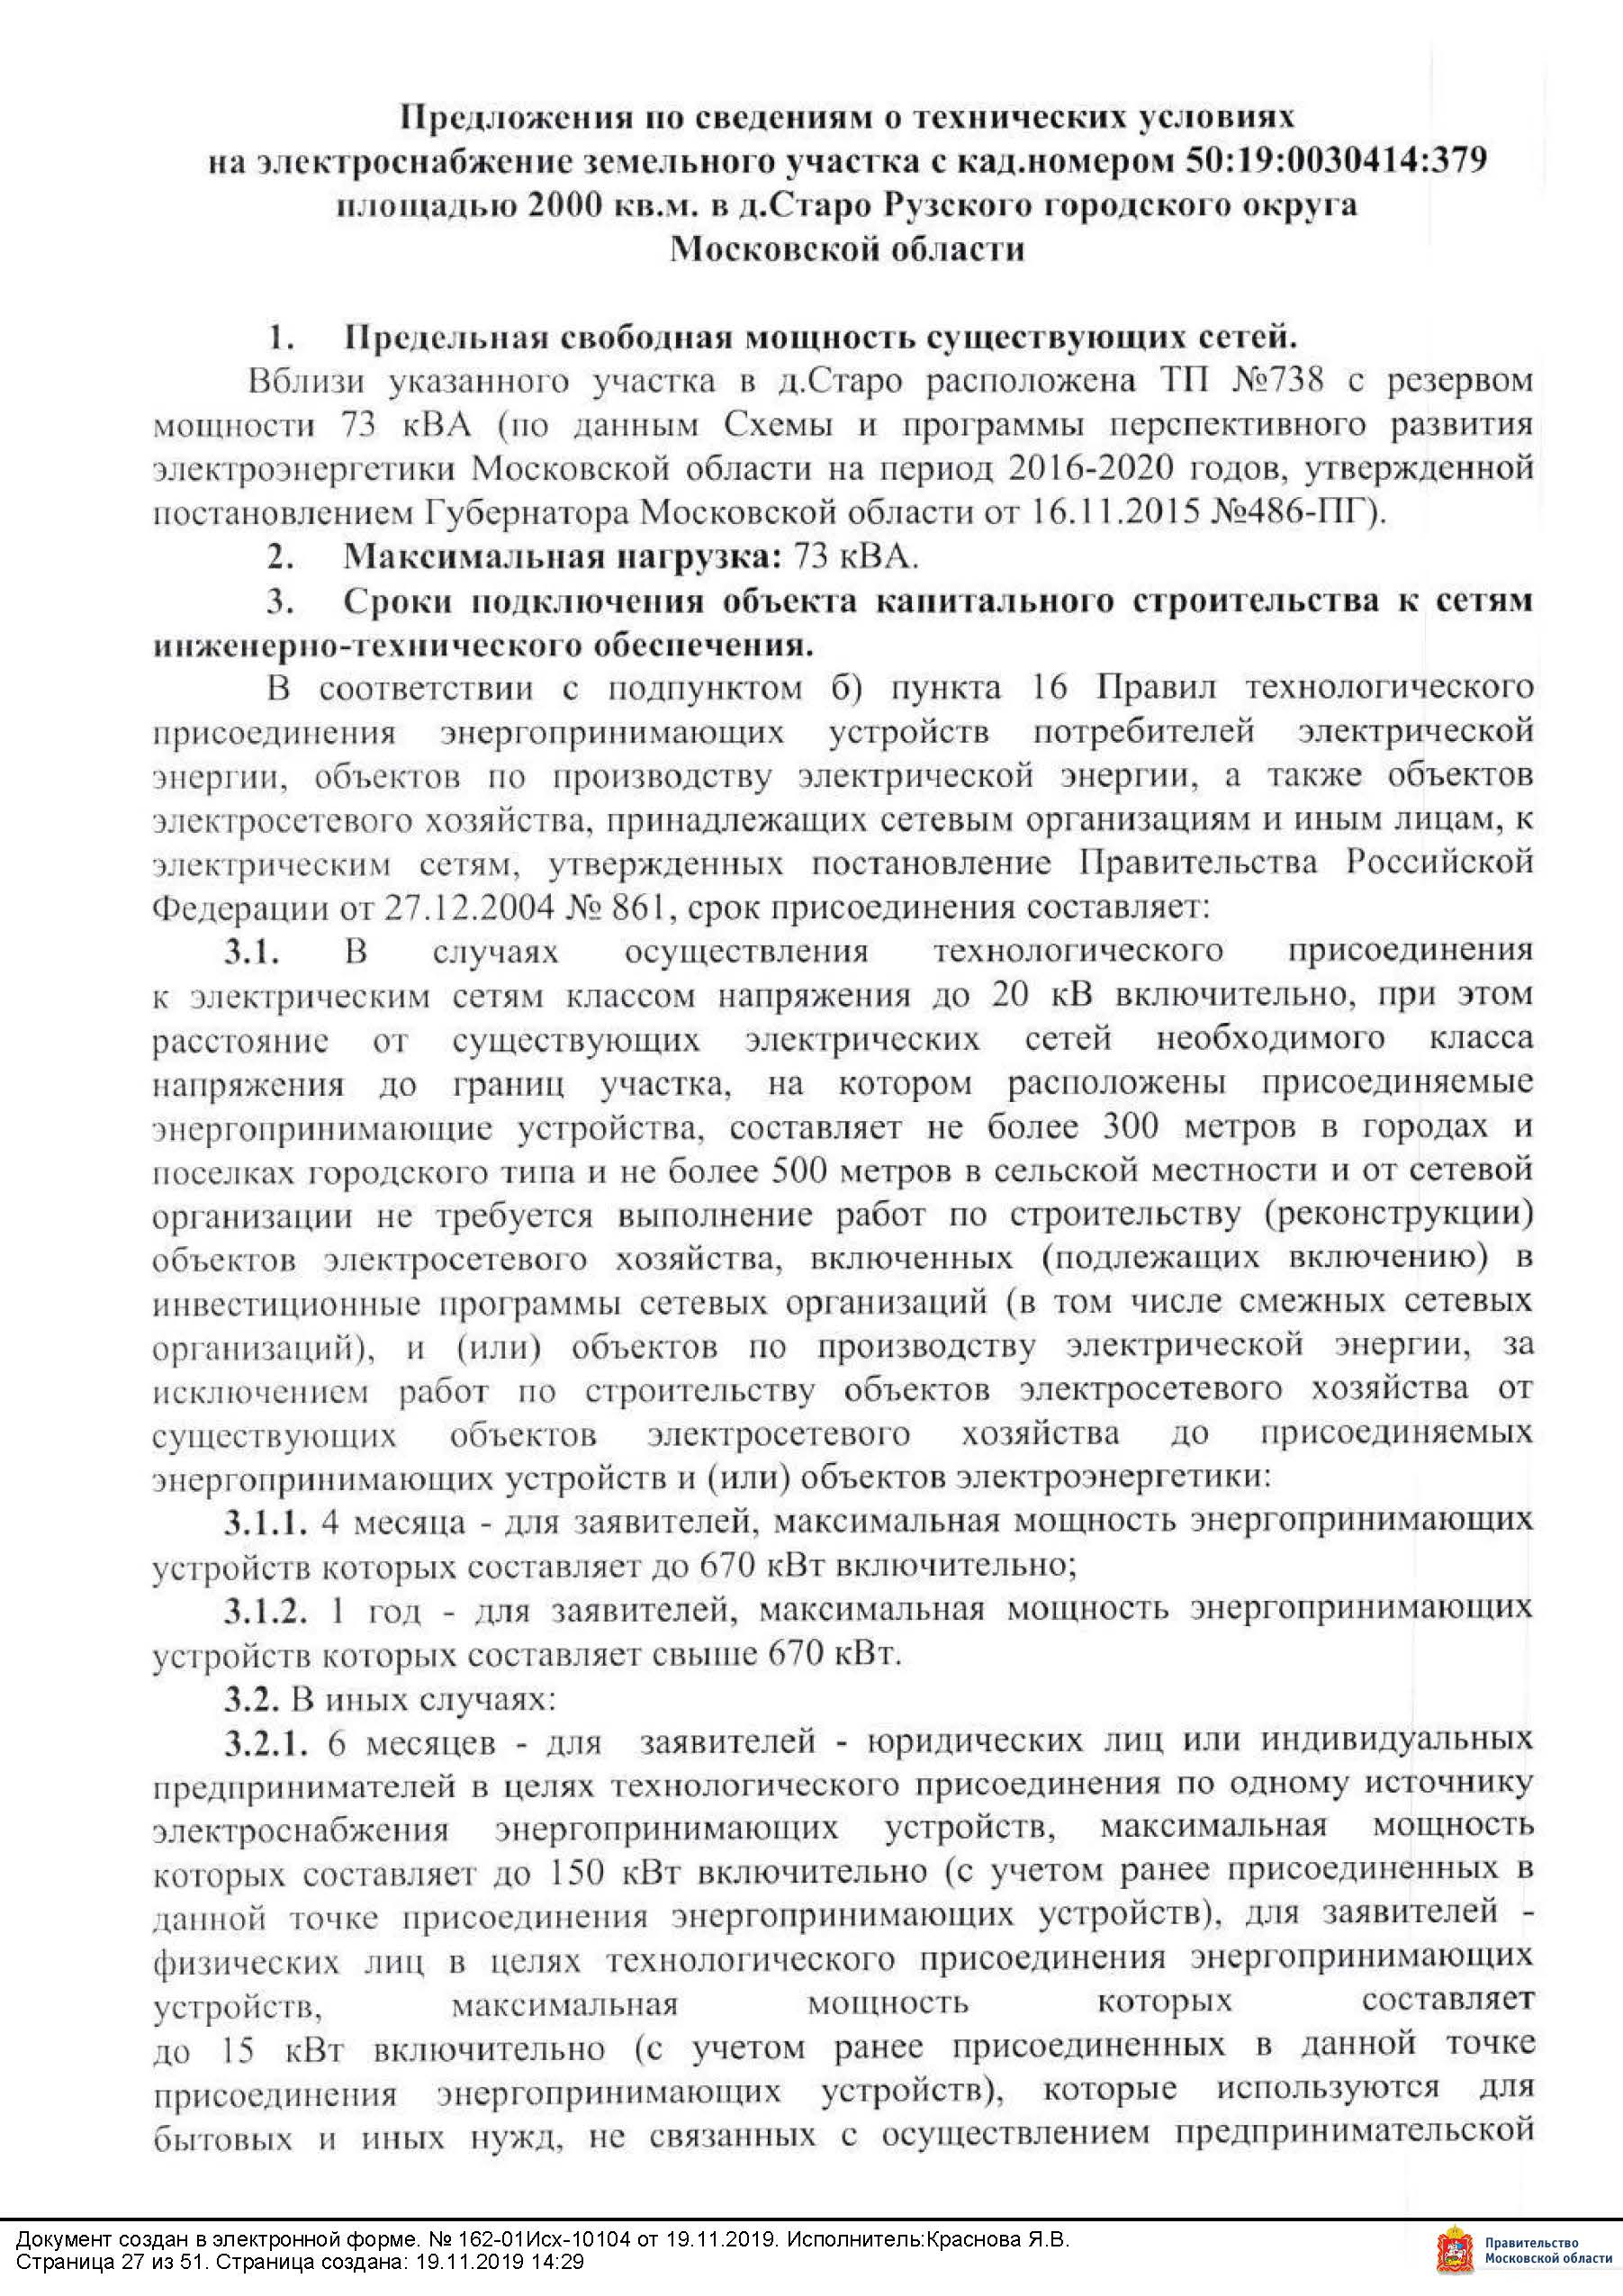 Предложения по сведениям о технических условиях
на электроснабжение земельного участка с кад.номером 50:19:0030414:379
площадью 2000 кв.м. в д.Старо Рузского городского округа
Московской области
1. Предельная свободная мощность существующих сетей.
Вблизи указанного участка в д.Старо расположена ТП №738 с резервом
мощности 73 кВА (по данным Схемы и программы перспективного развития
электроэнергетики Московской области на период 2016-2020 годов, утвержденной
постановлением Губернатора Московской области от 16.11.2015 №486-ПГ).
2. Максимальная нагрузка: 73 кВА.
3. Сроки подключения объекта капитального строительства к сетям
инженерно-технического обеспечения.
В соответствии с подпунктом б) пункта 16 Правил технологического
присоединения энергопринимающих устройств потребителей электрической
энергии, объектов по производству электрической энергии, а также объектов
электросетевого хозяйства, принадлежащих сетевым организациям и иным лицам, к
электрическим сетям, утвержденных постановление Правительства Российской
Федерации от 27.12.2004 № 861, срок присоединения составляет:
3.1. В случаях осуществления технологического присоединения
к электрическим сетям классом напряжения до 20 кВ включительно, при этом
расстояние от существующих электрических сетей необходимого класса
напряжения до границ участка, на котором расположены присоединяемые
энергопринимающие устройства, составляет не более 300 метров в городах и
поселках городского типа и не более 500 метров в сельской местности и от сетевой
организации не требуется выполнение работ по строительству (реконструкции)
объектов электросетевого хозяйства, включенных (подлежащих включению) в
инвестиционные программы сетевых организаций (в том числе смежных сетевых
организаций), и (или) объектов по производству электрической энергии, за
исключением работ по строительству объектов электросетевого хозяйства от
существующих объектов электросетевого хозяйства до присоединяемых
энергопринимающих устройств и (или) объектов электроэнергетики:
3.1.1. 4 месяца - для заявителей, максимальная мощность энергопринимающих
устройств которых составляет до 670 кВт включительно;
3.1.2. 1 год - для заявителей, максимальная мощность энергопринимающих
устройств которых составляет свыше 670 кВт.
3.2. В иных случаях:
3.2.1. 6 месяцев - для заявителей - юридических лиц или индивидуальных
предпринимателей в целях технологического присоединения по одному источнику
электроснабжения энергопринимающих устройств, максимальная мощность
которых составляет до 150 кВт включительно (с учетом ранее присоединенных в
данной точке присоединения энергопринимающих устройств), для заявителей -
физических лиц в целях технологического присоединения энергопринимающих
устройств, максимальная мощность которых составляет
до 15 кВт включительно (с учетом ранее присоединенных в данной точке
присоединения энергопринимающих устройств), которые используются для
бытовых и иных нужд, не связанных с осуществлением предпринимательской
Документ создан в электронной форме. № 162-01Исх-10104 от 19.11.2019. Исполнитель:Краснова Я.В.
Страница 27 из 51. Страница создана: 19.11.2019 14:29
Правительство
Московской области